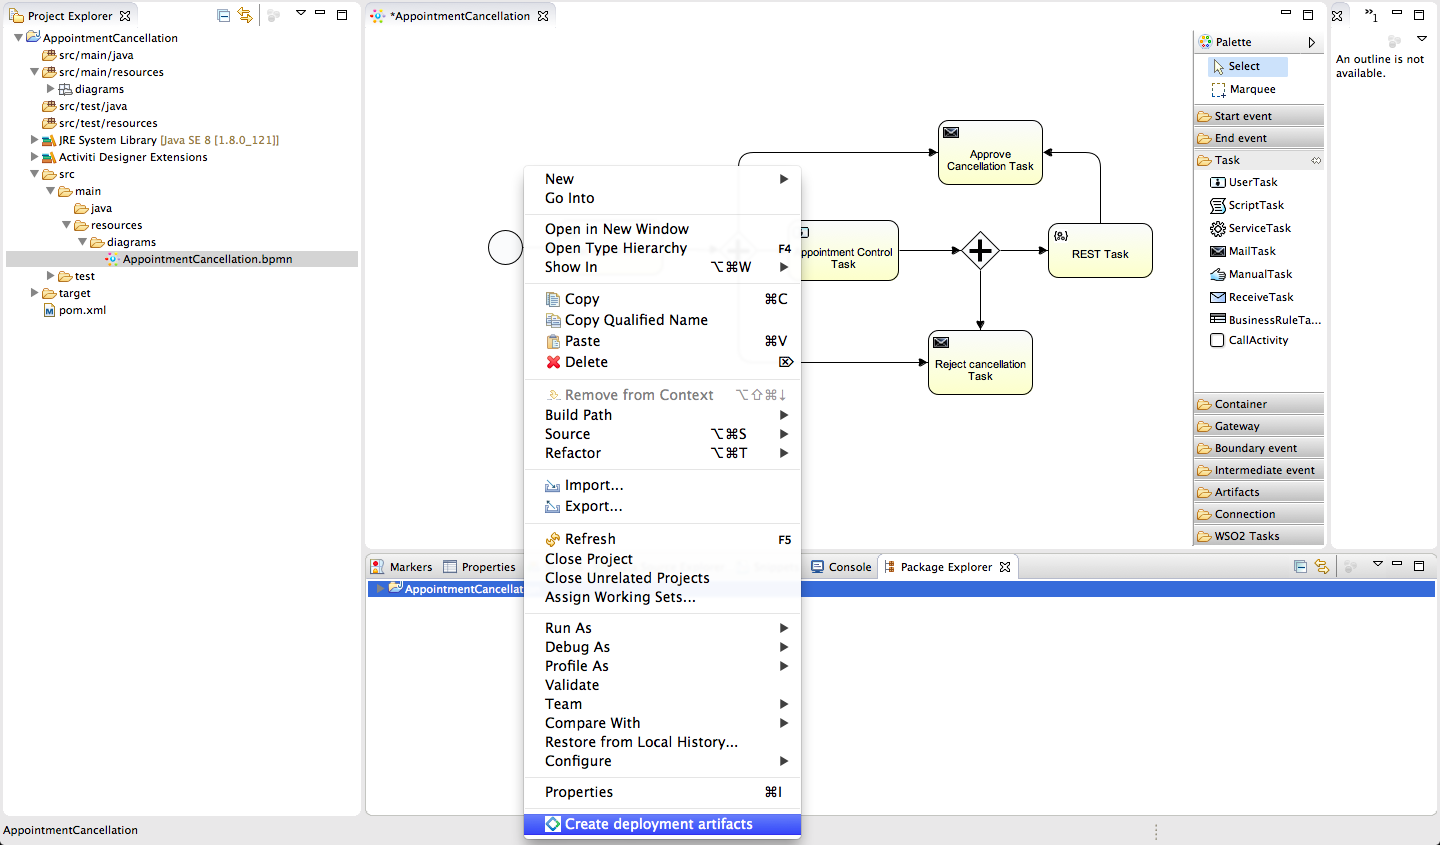 Project Explorer
AppointmentCancellation
src/main/java
src/main/resources
diagrams
src/test/java
src/test/resources
JRE System Library [Java SE 8 [1.8.0_121]]
Activiti Designer Extensions
src
main
java
resources
diagrams
AppointmentCancellation.bpmn
test
target
pom.xml
*AppointmentCancellation
Approve
Cancellation Task
ppointment Control
Task
REST Task
Reject cancellation
Task
New
Go Into
Open in New Window
Open Type Hierarchy F4
Show In ⌥⌘W
Copy ⌘C
Copy Qualified Name
Paste ⌘V
Delete ⌦
Remove from Context ⌥⇧⌘↓
Build Path
Source ⌥⌘S
Refactor ⌥⌘T
Import...
Export...
Refresh F5
Close Project
Close Unrelated Projects
Assign Working Sets...
Run As
Debug As
Profile As
Validate
Team
Compare With
Restore from Local History...
Configure
Properties ⌘I
Create deployment artifacts
Palette
Select
Marquee
Start event
End event
Task
UserTask
ScriptTask
ServiceTask
MailTask
ManualTask
ReceiveTask
BusinessRuleTa...
CallActivity
Container
Gateway
Boundary event
Intermediate event
Artifacts
Connection
WSO2 Tasks
»1
An outline is not
available.
Markers
Properties
Console
Package Explorer
AppointmentCancellat
AppointmentCancellation